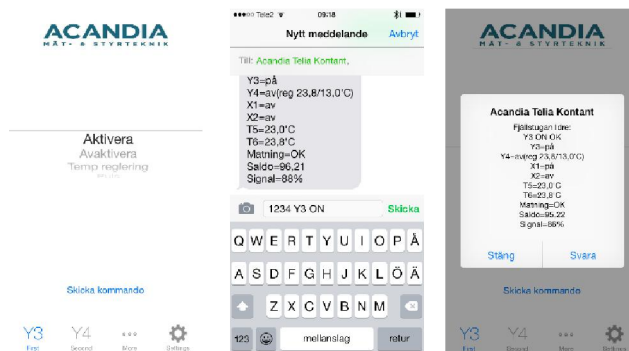 ACANDIA
MÄT- & STYRTEKNIK
Aktivera
Avaktivera
Temp reglering
Skicka kommando
Y3
Y4
First
Second
More
Settings
Tele2
09:18
Nytt meddelande
Avbryt
Till: Acandia Telia Kontant,
Y3=på
Y4=av(reg 23,8/13,0°C)
X1=av
X2=av
T5=23,0°C
T6=23,8°C
Matning=OK
Saldo=96,21
Signal=88%
1234 Y3 ON
Skicka
Q W E R T Y U I O P Å
A S D F G H J K L Ö Ä
Z X C V B N M
123
mellanslag
retur
ACANDIA
MÄT- & STYRTEKNIK
Acandia Telia Kontant
Fjällstugan Idre:
Y3 ON OK
Y3=på
Y4=av(reg 23,8/13,0°C)
X1=på
X2=av
T5=23,0°C
T6=23,8°C
Matning=OK
Saldo=95,22
Signal=86%
Stäng
Svara
Skicka kommando
Y3
Y4
First
Second
More
Settings